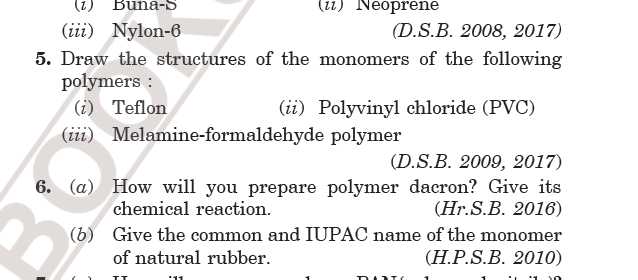 (i) Buna-S (ii) Neoprene
(iii) Nylon-6 (D.S.B. 2008, 2017)
5. Draw the structures of the monomers of the following
polymers :
(i) Teflon (ii) Polyvinyl chloride (PVC)
(iii) Melamine-formaldehyde polymer
(D.S.B. 2009, 2017)
6. (a) How will you prepare polymer dacron? Give its
chemical reaction. (Hr.S.B. 2016)
(b) Give the common and IUPAC name of the monomer
of natural rubber. (H.P.S.B. 2010)
BOOK